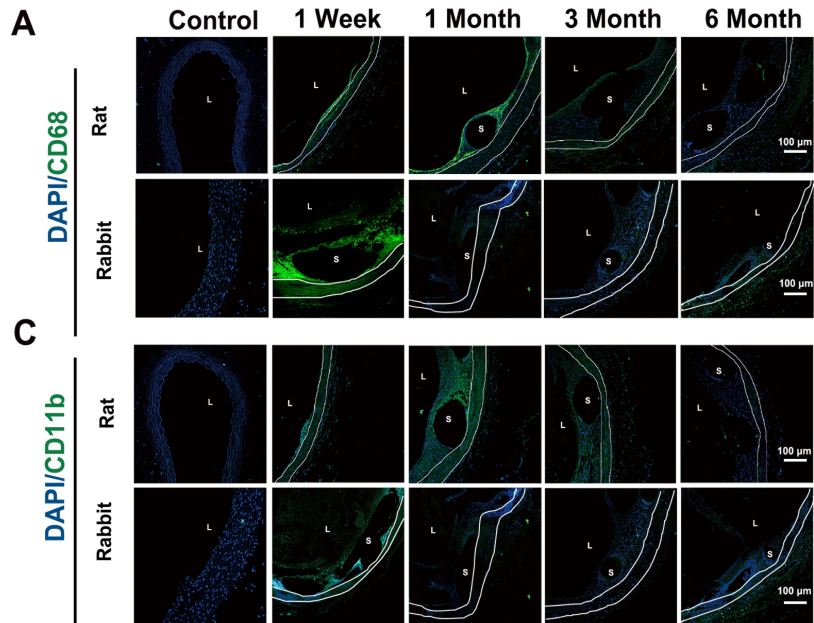 A
Control
1 Week
1 Month
3 Month
6 Month
DAPI/CD68
Rat
L
L
L
S
L
S
L
S
100 µm
Rabbit
L
L
S
L
S
L
S
L
S
100 µm
C
DAPI/CD11b
Rat
L
L
L
S
S
L
S
L
100 µm
Rabbit
L
L
S
L
S
L
S
L
S
100 µm